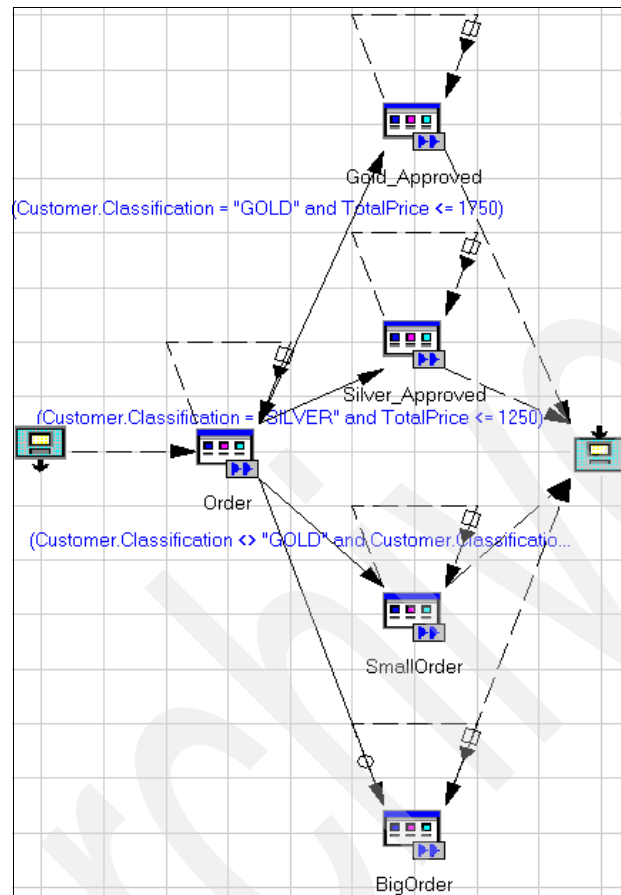 Gold_Approved
(Customer.Classification = "GOLD" and TotalPrice <= 1750)
Silver_Approved
(Customer.Classification = "SILVER" and TotalPrice <= 1250)
Order
(Customer.Classification <> "GOLD" and Customer.Classificatio...
SmallOrder
BigOrder